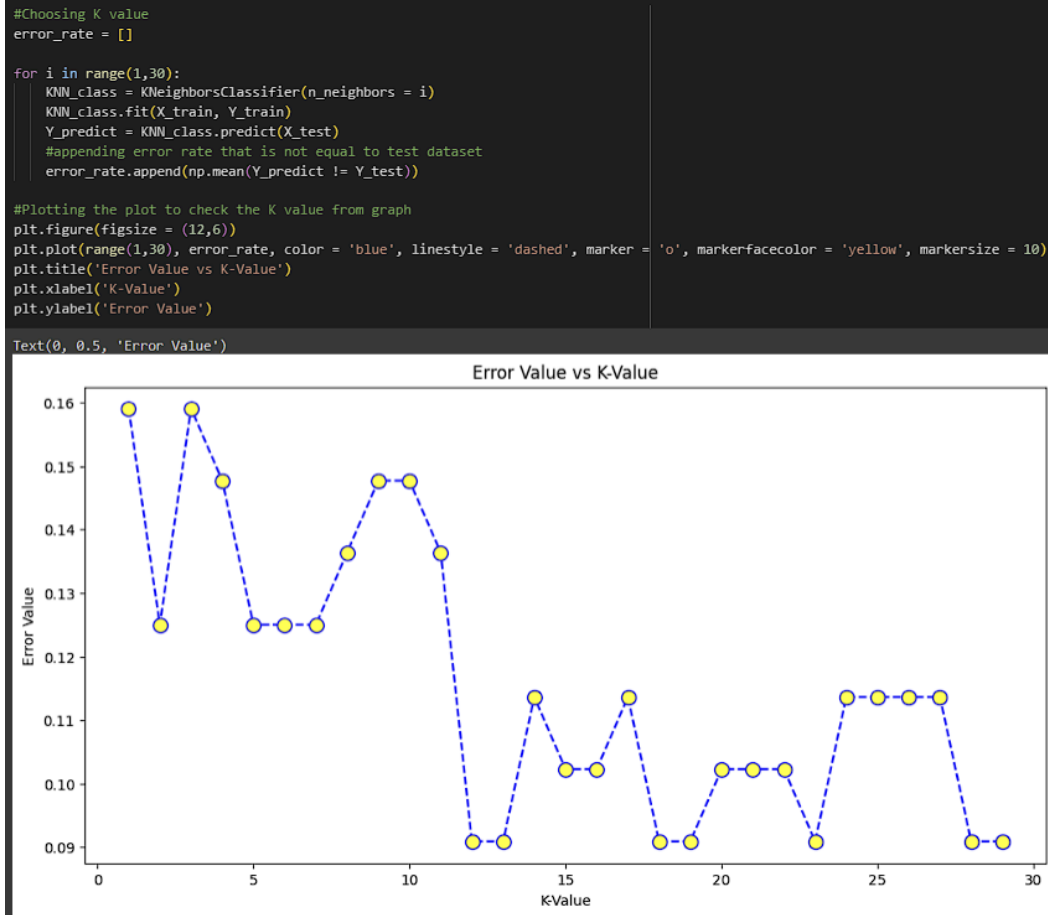 #Choosing K value
error_rate = []
for i in range(1,30):
    KNN_class = KNeighborsClassifier(n_neighbors = i)
    KNN_class.fit(X_train, Y_train)
    Y_predict = KNN_class.predict(X_test)
    #appending error rate that is not equal to test dataset
    error_rate.append(np.mean(Y_predict != Y_test))
#Plotting the plot to check the K value from graph
plt.figure(figsize = (12,6))
plt.plot(range(1,30), error_rate, color = 'blue', linestyle = 'dashed', marker = 'o', markerfacecolor = 'yellow', markersize = 10)
plt.title('Error Value vs K-Value')
plt.xlabel('K-Value')
plt.ylabel('Error Value')
Text(0, 0.5, 'Error Value')
Error Value vs K-Value
0.16
0.15
0.14
0.13
0.12
0.11
0.10
0.09
Error Value
0 5 10 15 20 25 30
K-Value